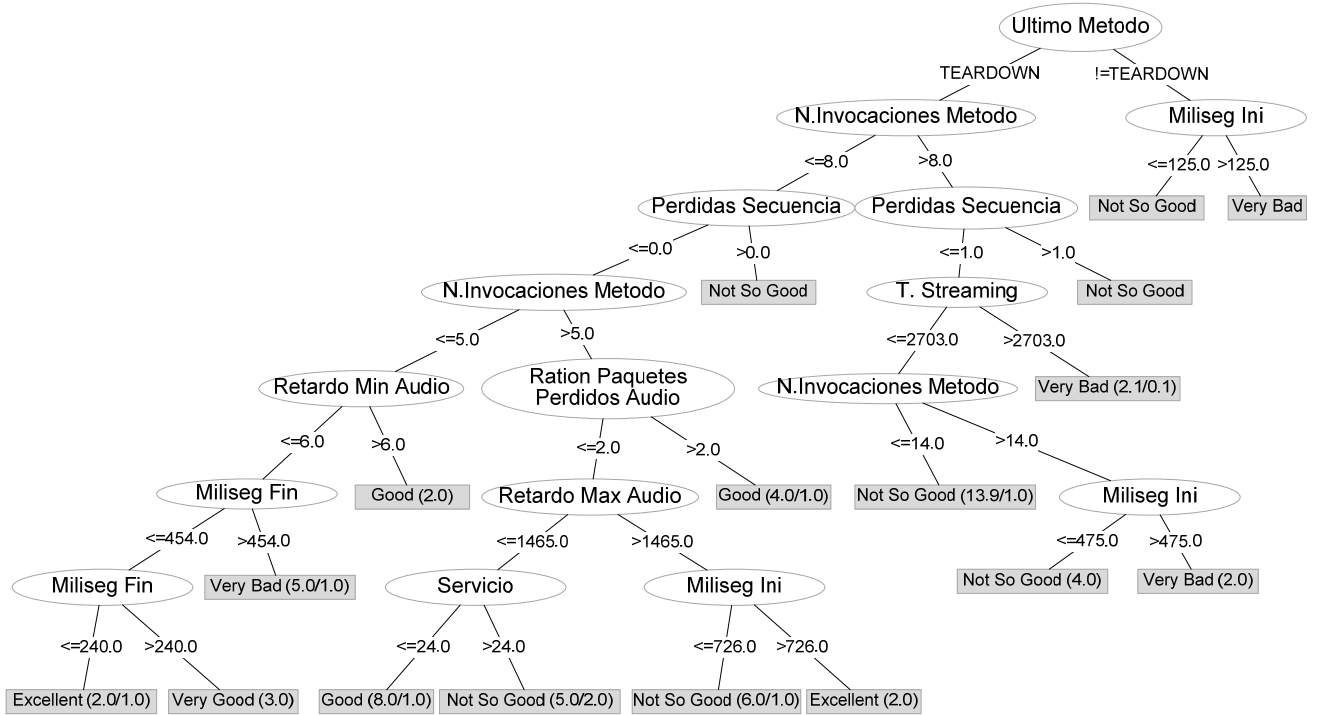 Ultimo Metodo
TEARDOWN
!=TEARDOWN
N.Invocaciones Metodo
Miliseg Ini
<=8.0
>8.0
<=125.0
>125.0
Perdidas Secuencia
Perdidas Secuencia
Not So Good
Very Bad
<=0.0
>0.0
<=1.0
>1.0
N.Invocaciones Metodo
Not So Good
T. Streaming
Not So Good
<=5.0
>5.0
<=2703.0
>2703.0
Retardo Min Audio
Ration Paquetes
Perdidos Audio
N.Invocaciones Metodo
Very Bad (2.1/0.1)
<=6.0
>6.0
<=2.0
>2.0
<=14.0
>14.0
Miliseg Fin
Good (2.0)
Retardo Max Audio
Good (4.0/1.0)
Not So Good (13.9/1.0)
Miliseg Ini
<=454.0
>454.0
<=1465.0
>1465.0
<=475.0
>475.0
Miliseg Fin
Very Bad (5.0/1.0)
Servicio
Miliseg Ini
Not So Good (4.0)
Very Bad (2.0)
<=240.0
>240.0
<=24.0
>24.0
<=726.0
>726.0
Excellent (2.0/1.0)
Very Good (3.0)
Good (8.0/1.0)
Not So Good (5.0/2.0)
Not So Good (6.0/1.0)
Excellent (2.0)